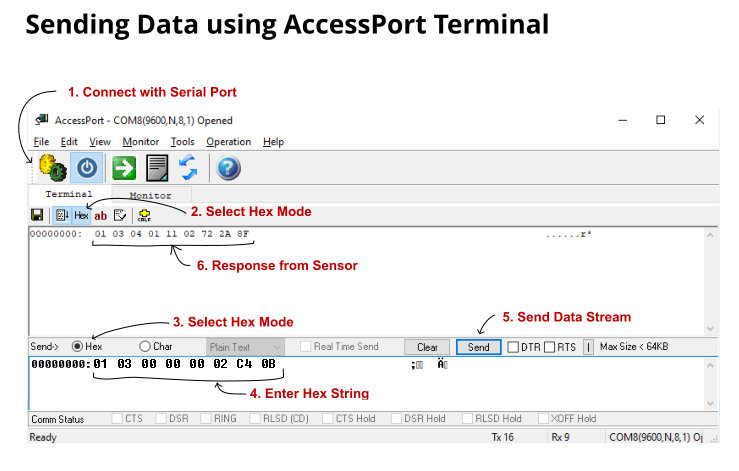 Sending Data using AccessPort Terminal
1. Connect with Serial Port
AccessPort - COM8(9600,N,8,1) Opened
File Edit View Monitor Tools Operation Help
Terminal Monitor
Hex ab
2. Select Hex Mode
00000000: 01 03 04 01 11 02 72 2A 8F ......r*
6. Response from Sensor
5. Send Data Stream
3. Select Hex Mode
Send-> Hex Char Plain Text Real Time Send Clear Send DTR RTS Max Size < 64KB
00000000:01 03 00 00 00 02 C4 0B
4. Enter Hex String
Comm Status CTS DSR RING RLSD (CD) CTS Hold DSR Hold RLSD Hold XOFF Hold
Ready Tx 16 Rx 9 COM8(9600,N,8,1) O